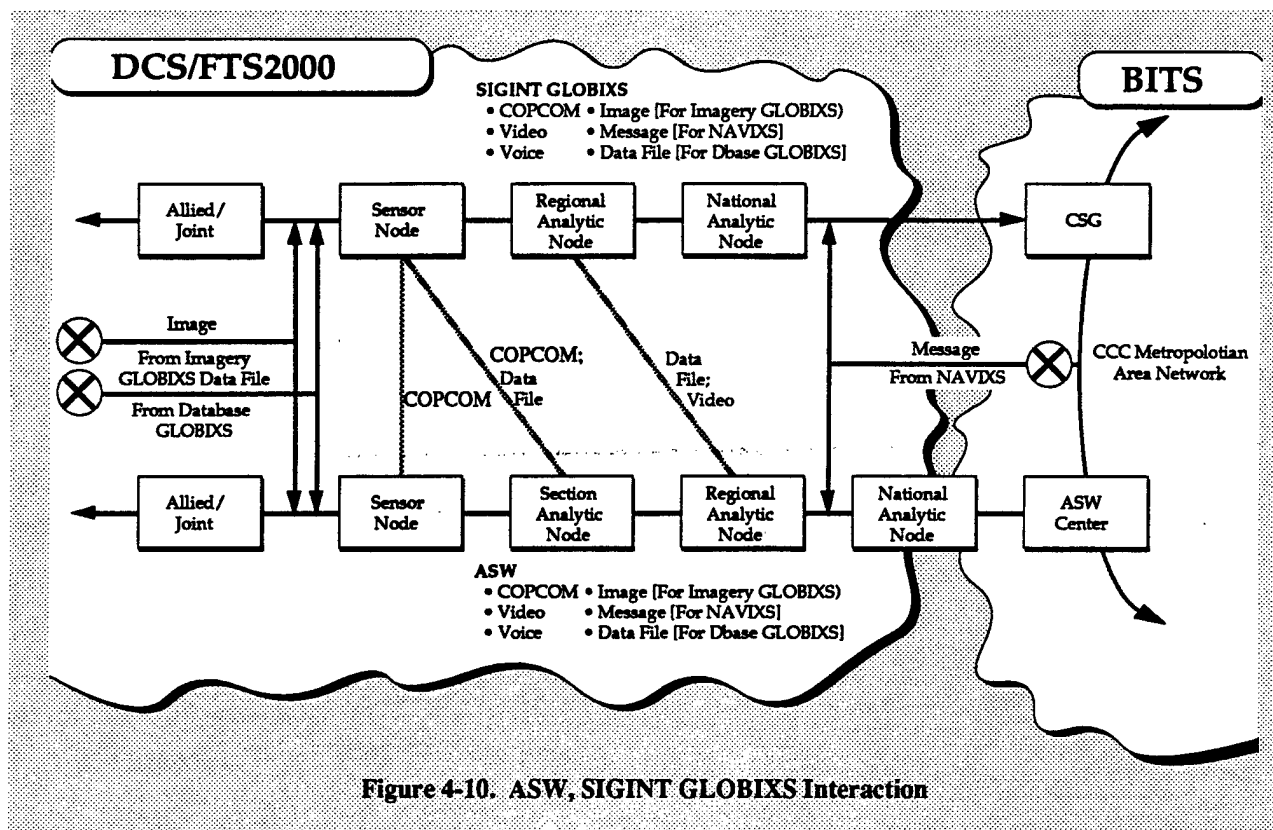 DCS/FTS2000
BITS
SIGINT GLOBIXS
• COPCOM • Image [For Imagery GLOBIXS)
• Video • Message [For NAVIXS]
• Voice • Data File [For Dbase GLOBIXS]
Allied/
Joint
Sensor
Node
Regional
Analytic
Node
National
Analytic
Node
CSG
Image
From Imagery
GLOBIXS Data File
From Database
GLOBIXS
COPCOM
COPCOM;
Data
File
Data
File;
Video
Message
From NAVIXS
CCC Metropolotian
Area Network
Allied/
Joint
Sensor
Node
Section
Analytic
Node
Regional
Analytic
Node
National
Analytic
Node
ASW
Center
ASW
• COPCOM • Image [For Imagery GLOBIXS)
• Video • Message [For NAVIXS]
• Voice • Data File [For Dbase GLOBIXS]
Figure 4-10. ASW, SIGINT GLOBIXS Interaction